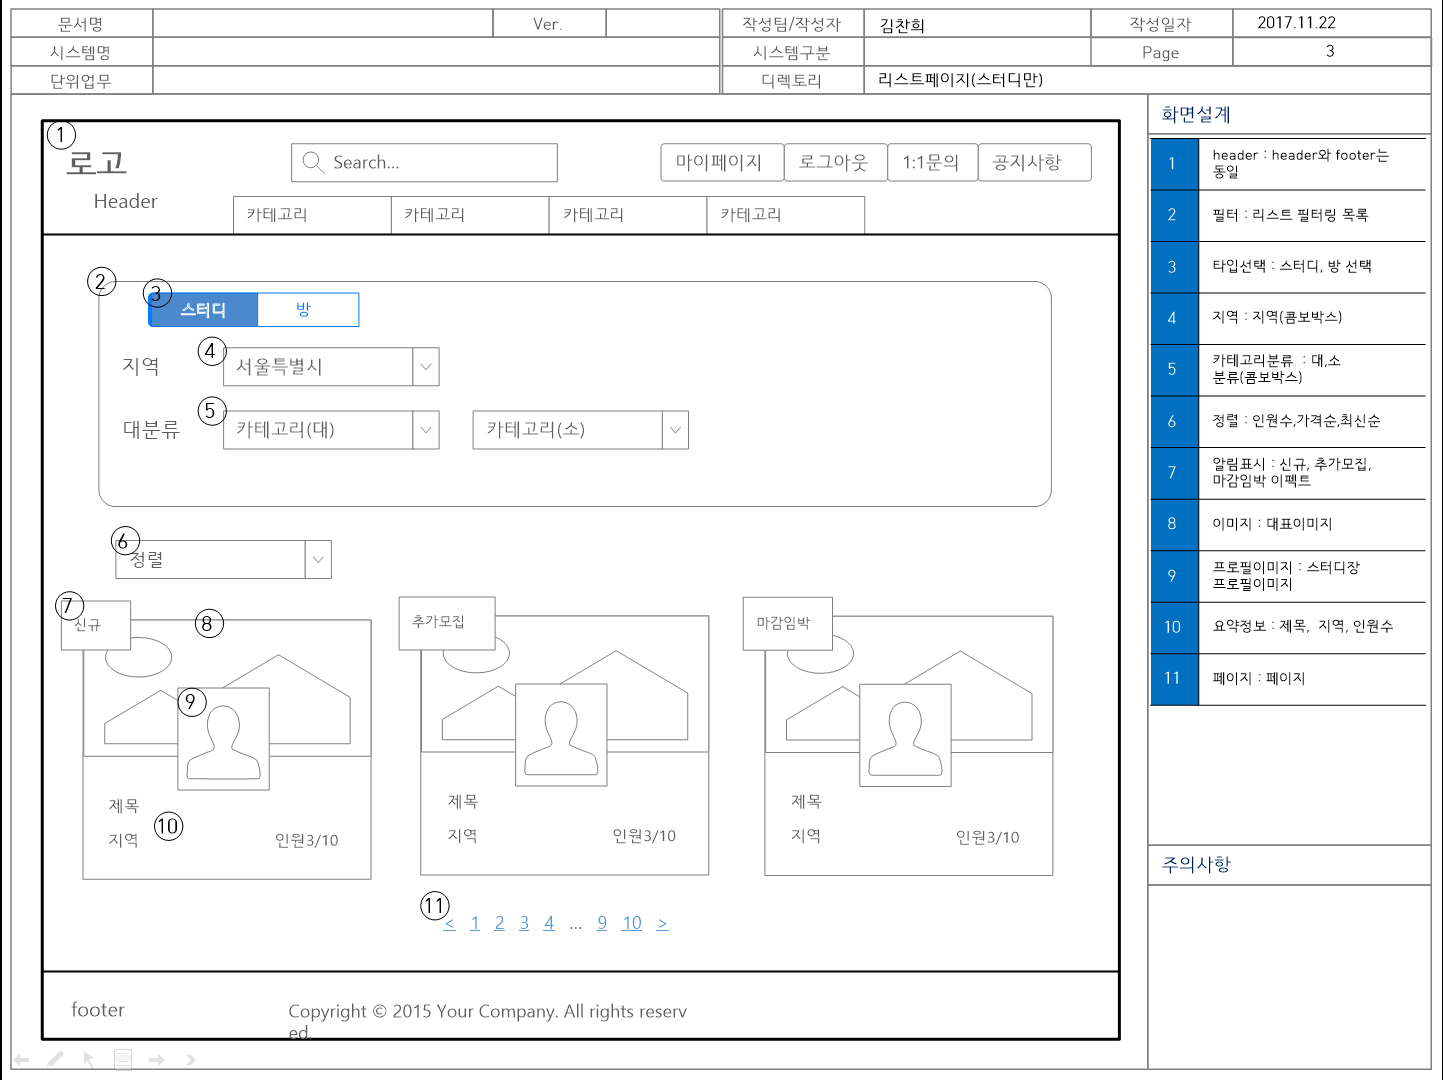 문서명 Ver. 작성팀/작성자 김찬희 작성일자 2017.11.22
시스템명 시스템구분 Page 3
단위업무 디렉토리 리스트페이지(스터디만)
1
로고
Header
Search...
마이페이지 로그아웃 1:1문의 공지사항
카테고리 카테고리 카테고리 카테고리
2
3 스터디 방
지역 4 서울특별시
대분류 5 카테고리(대) 카테고리(소)
6 정렬
7 신규 8 추가모집 마감임박
9
제목 제목 제목
10
지역 인원3/10 지역 인원3/10 지역 인원3/10
11 < 1 2 3 4 ... 9 10 >
footer
Copyright © 2015 Your Company. All rights reserv
ed.
화면설계
1 header : header와 footer는
동일
2 필터 : 리스트 필터링 목록
3 타입선택 : 스터디, 방 선택
4 지역 : 지역(콤보박스)
5 카테고리분류 : 대,소
분류(콤보박스)
6 정렬 : 인원수,가격순,최신순
7 알림표시 : 신규, 추가모집,
마감임박 이펙트
8 이미지 : 대표이미지
9 프로필이미지 : 스터디장
프로필이미지
10 요약정보 : 제목, 지역, 인원수
11 페이지 : 페이지
주의사항